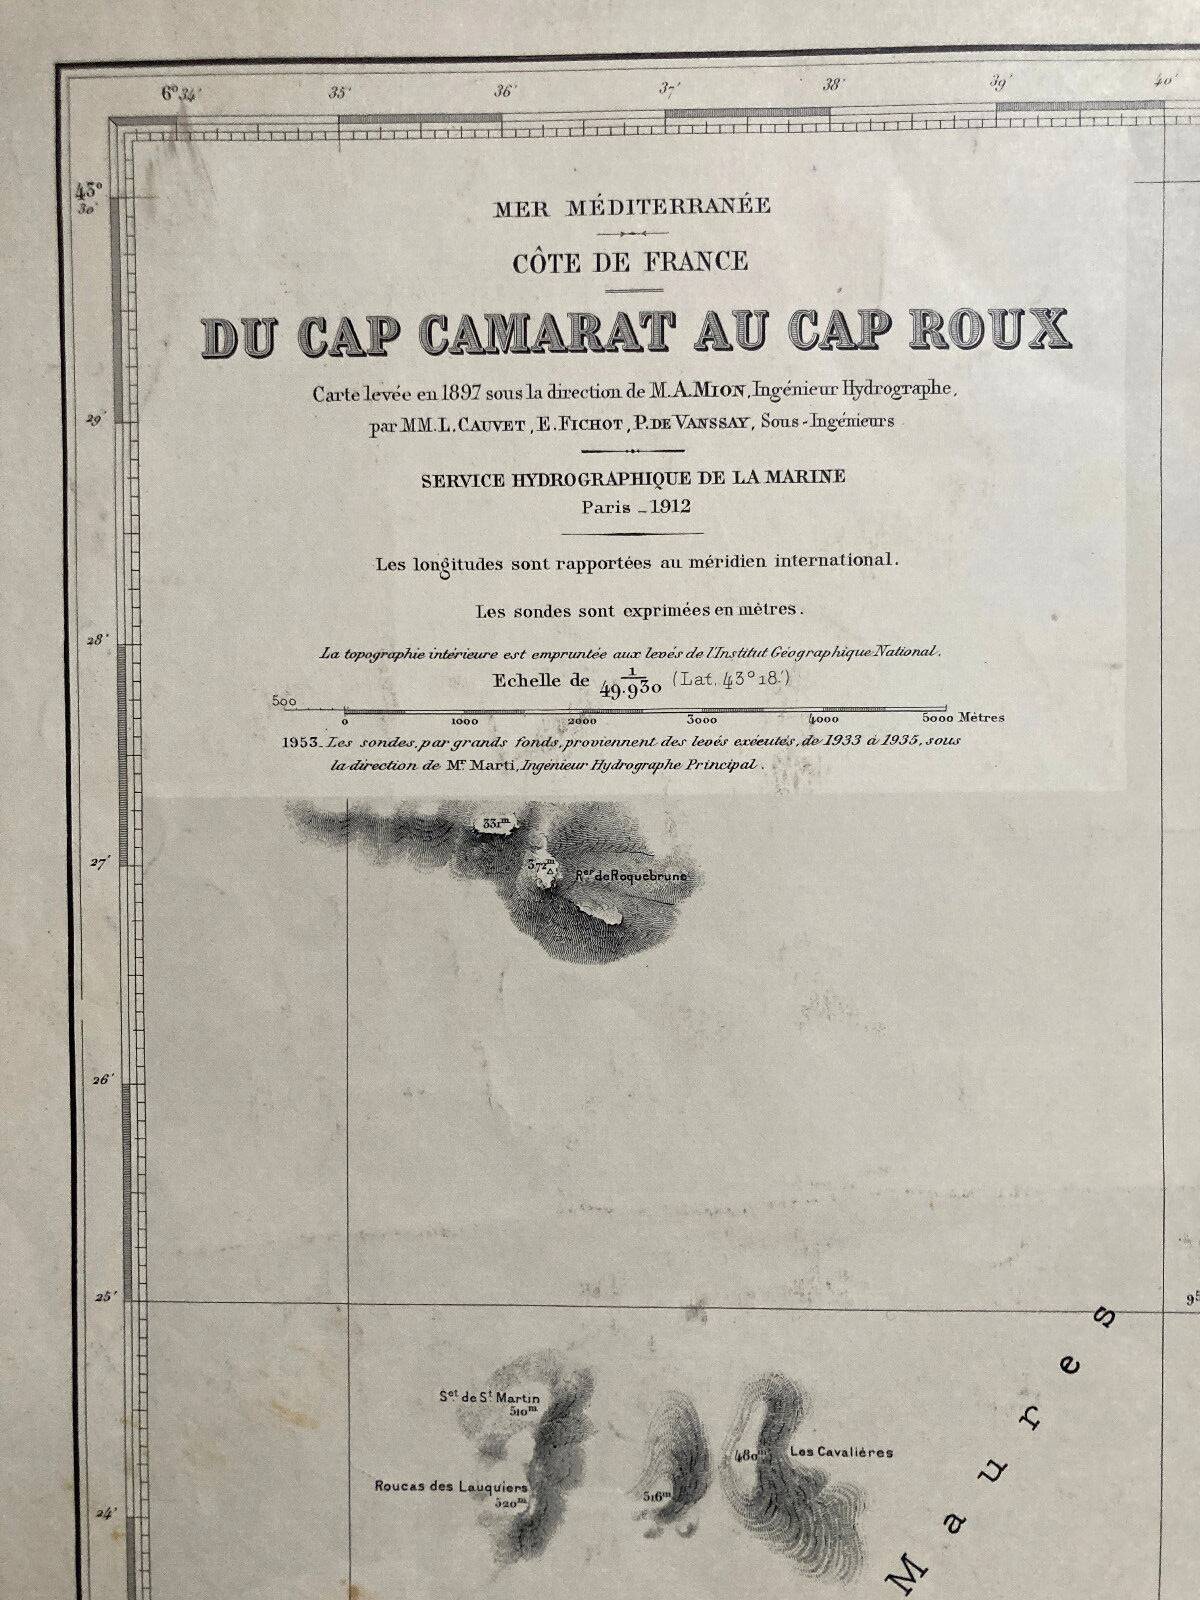 6° 34' 35' 36' 37' 38' 39' 40'
43°
30'
MER MÉDITERRANÉE
CÔTE DE FRANCE
DU CAP CAMARAT AU CAP ROUX
Carte levée en 1897 sous la direction de M.A. MION, Ingénieur Hydrographe,
par MM. L. CAUVET, E. FICHOT, P. DE VANSSAY, Sous-Ingénieurs
29'
SERVICE HYDROGRAPHIQUE DE LA MARINE
Paris _ 1912
Les longitudes sont rapportées au méridien international.
Les sondes sont exprimées en mètres.
28'
La topographie intérieure est empruntée aux levés de l'Institut Géographique National.
Echelle de 1/49.930 (Lat. 43°18')
500 0 1000 2000 3000 4000 5000 Mètres
1953_Les sondes, par grands fonds, proviennent des levés exécutés, de 1933 à 1935, sous
la direction de Mr Marti, Ingénieur Hydrographe Principal.
331m
27'
372m
Rer de Roquebrune
26'
25'
95
Set de St Martin
510m
480m
Les Cavalières
Roucas des Lauquiers
520m
516m
24'
Maures